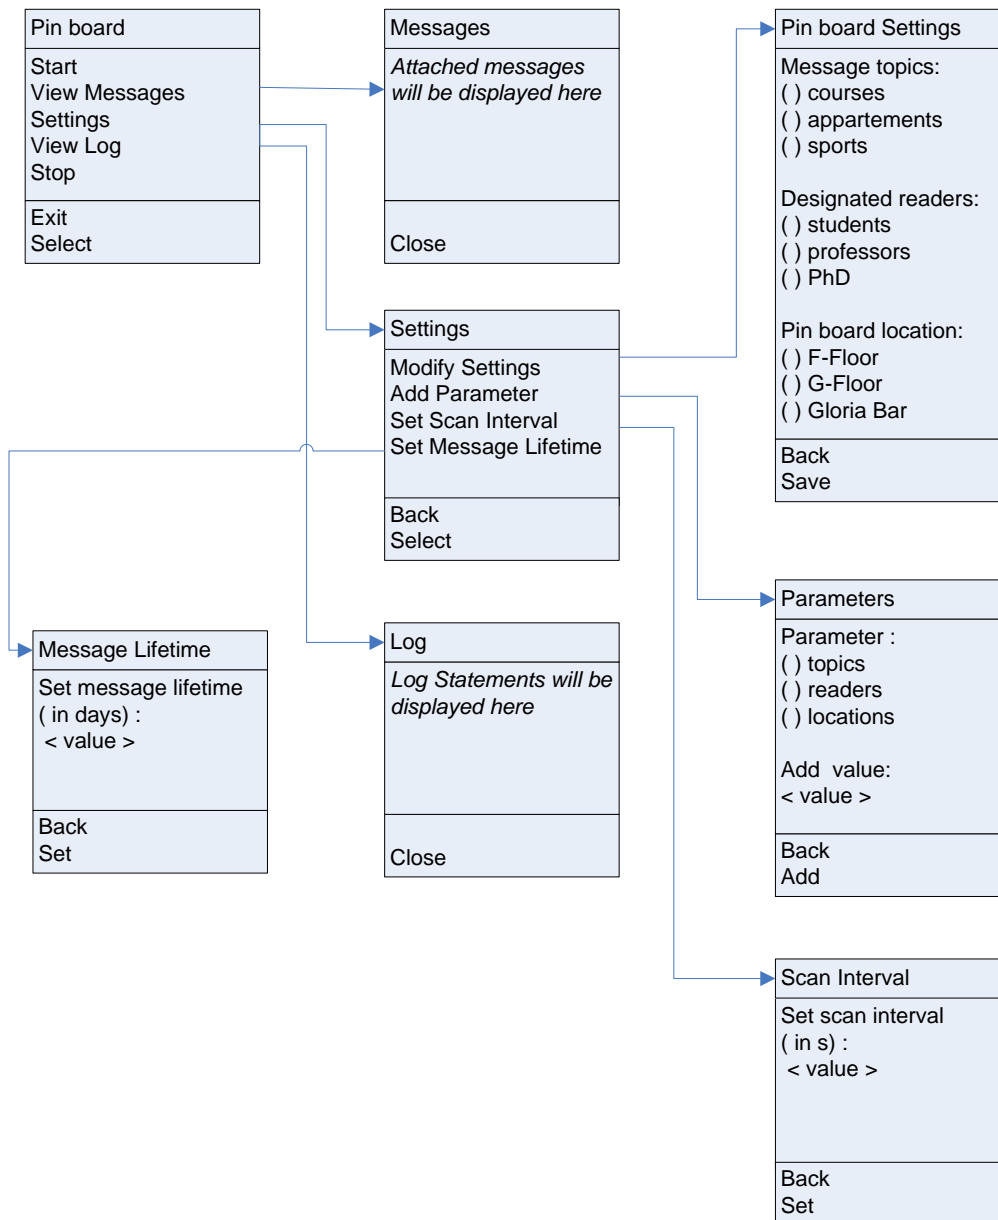 Pin board
Start
View Messages
Settings
View Log
Stop
Exit
Select
Messages
Attached messages
will be displayed here
Close
Pin board Settings
Message topics:
( ) courses
( ) appartements
( ) sports
Designated readers:
( ) students
( ) professors
( ) PhD
Pin board location:
( ) F-Floor
( ) G-Floor
( ) Gloria Bar
Back
Save
Settings
Modify Settings
Add Parameter
Set Scan Interval
Set Message Lifetime
Back
Select
Parameters
Parameter :
( ) topics
( ) readers
( ) locations
Add  value:
< value >
Back
Add
Message Lifetime
Set message lifetime
( in days) :
< value >
Back
Set
Log
Log Statements will be
displayed here
Close
Scan Interval
Set scan interval
( in s) :
< value >
Back
Set